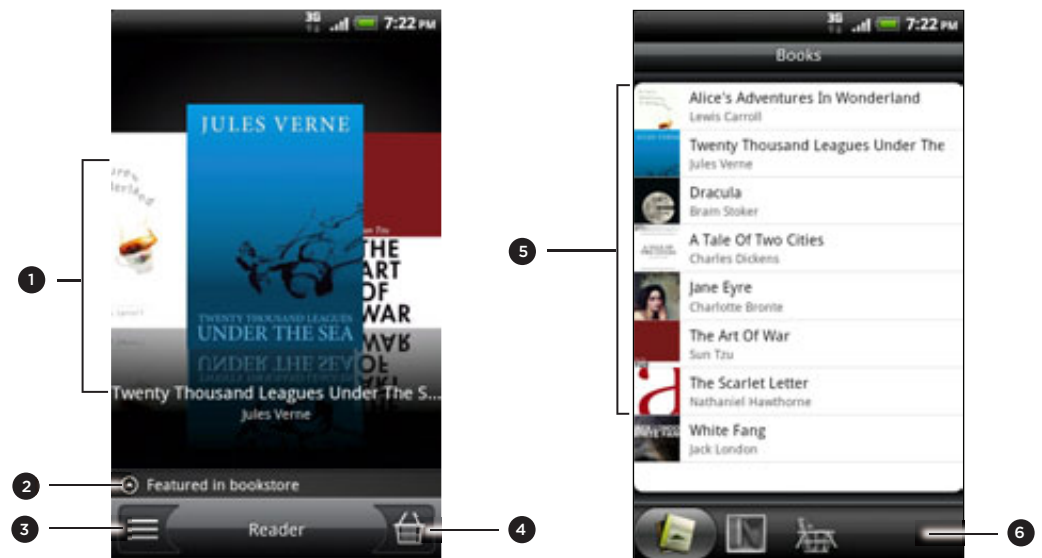 3G 7:22 PM
JULES VERNE
Sun Tzu
THE
ART
OF
WAR
TWENTY THOUSAND LEAGUES
UNDER THE SEA
Twenty Thousand Leagues Under The S...
Jules Verne
Featured in bookstore
Reader
1
2
3
4
3G 7:22 PM
Books
Alice's Adventures In Wonderland
Lewis Carroll
Twenty Thousand Leagues Under The
Jules Verne
Dracula
Bram Stoker
A Tale Of Two Cities
Charles Dickens
Jane Eyre
Charlotte Bronte
The Art Of War
Sun Tzu
The Scarlet Letter
Nathaniel Hawthorne
White Fang
Jack London
5
6